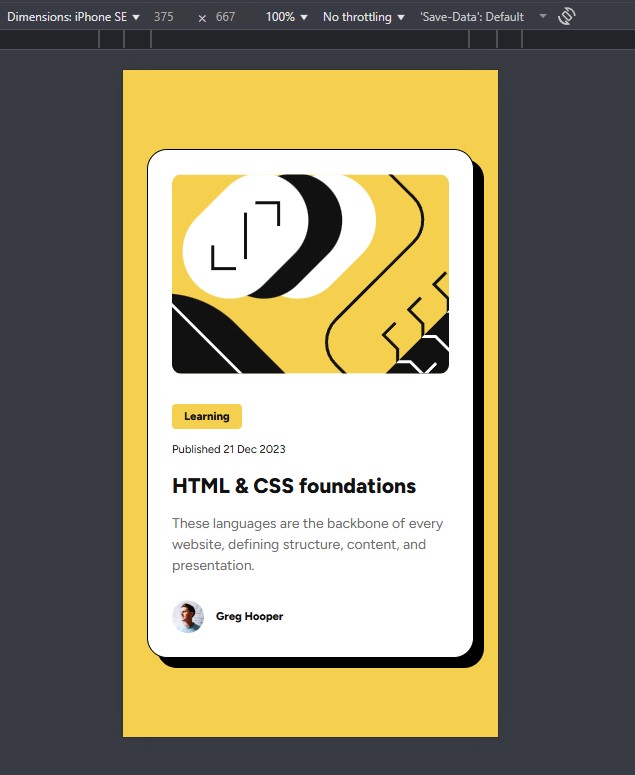 Dimensions: iPhone SE 375 × 667 100% No throttling 'Save-Data': Default
Learning
Published 21 Dec 2023
HTML & CSS foundations
These languages are the backbone of every
website, defining structure, content, and
presentation.
Greg Hooper